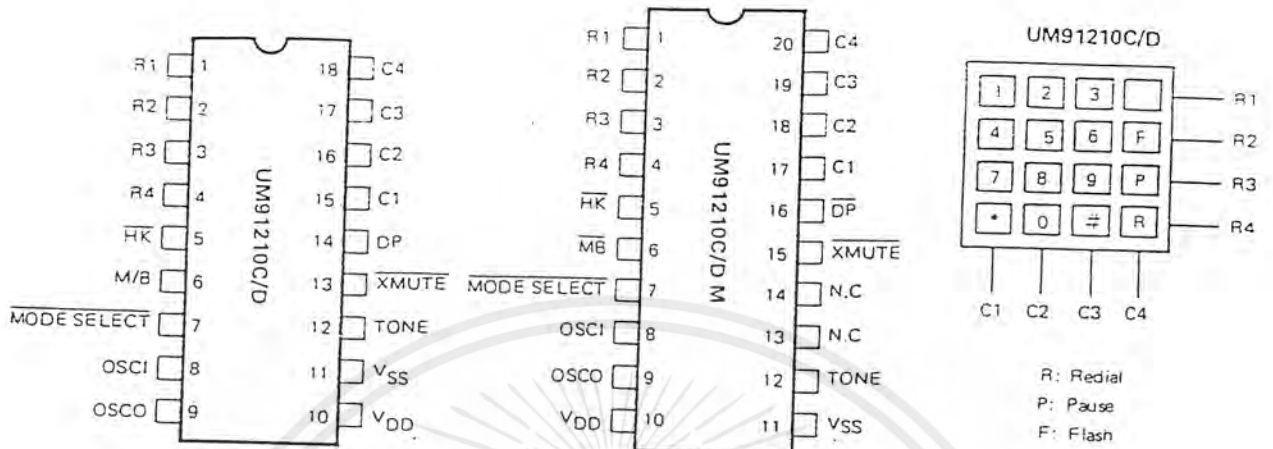 R1 1 18 C4
R2 2 17 C3
R3 3 16 C2
R4 4 15 C1
HK 5 14 DP
M/B 6 13 XMUTE
MODE SELECT 7 12 TONE
OSCI 8 11 VSS
OSCO 9 10 VDD
UM91210C/D
R1 1 20 C4
R2 2 19 C3
R3 3 18 C2
R4 4 17 C1
HK 5 16 DP
MB 6 15 XMUTE
MODE SELECT 7 14 N.C
OSCI 8 13 N.C
OSCO 9 12 TONE
VDD 10 11 VSS
UM91210C/D M
UM91210C/D
1 2 3 R1
4 5 6 F R2
7 8 9 P R3
* 0 # R R4
C1 C2 C3 C4
R: Redial
P: Pause
F: Flash